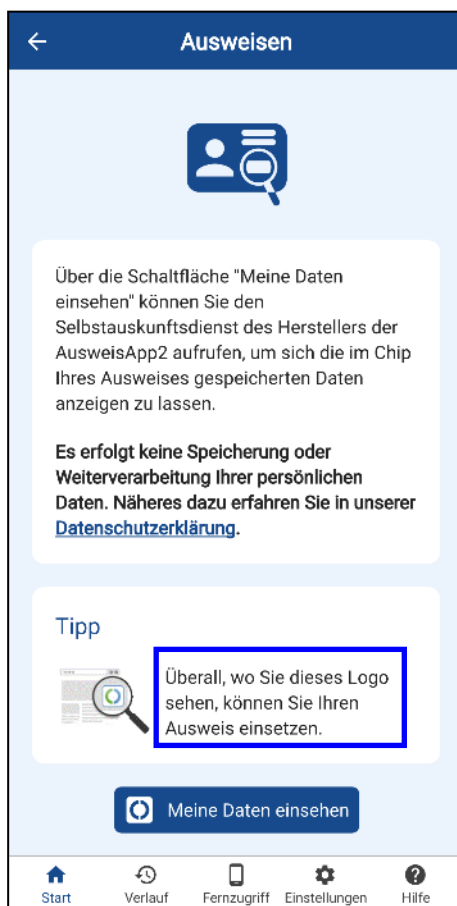 Ausweisen
Über die Schaltfläche "Meine Daten
einsehen" können Sie den
Selbstauskunftsdienst des Herstellers der
AusweisApp2 aufrufen, um sich die im Chip
Ihres Ausweises gespeicherten Daten
anzeigen zu lassen.
Es erfolgt keine Speicherung oder
Weiterverarbeitung Ihrer persönlichen
Daten. Näheres dazu erfahren Sie in unserer
Datenschutzerklärung.
Tipp
Überall, wo Sie dieses Logo
sehen, können Sie Ihren
Ausweis einsetzen.
Meine Daten einsehen
Start Verlauf Fernzugriff Einstellungen Hilfe